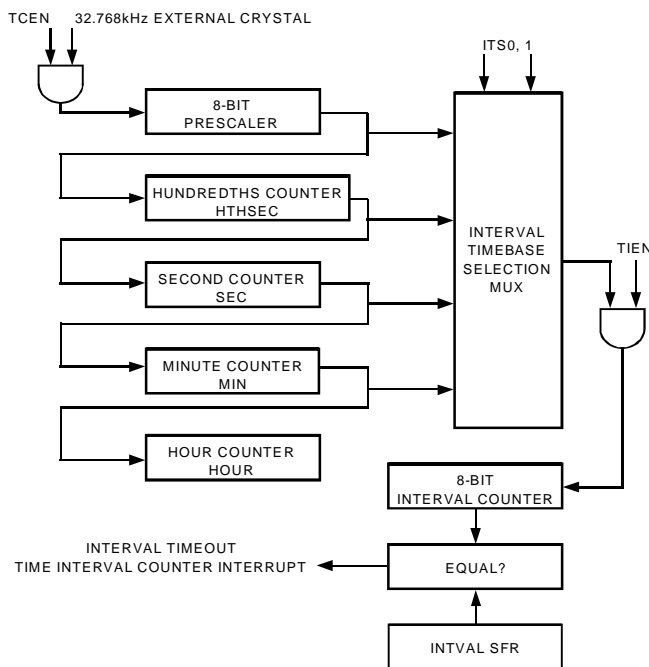 TCEN
32.768kHz EXTERNAL CRYSTAL
ITS0, 1
8-BIT
PRESCALER
HUNDREDTHS COUNTER
HTHSEC
INTERVAL
TIMEBASE
SELECTION
MUX
TIEN
SECOND COUNTER
SEC
MINUTE COUNTER
MIN
HOUR COUNTER
HOUR
8-BIT
INTERVAL COUNTER
INTERVAL TIMEOUT
TIME INTERVAL COUNTER INTERRUPT
EQUAL?
INTVAL SFR